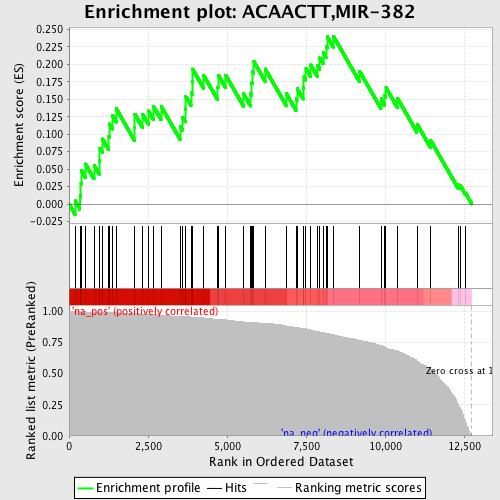 Enrichment plot: ACAACTT,MIR-382
Enrichment score (ES)
0.250
0.225
0.200
0.175
0.150
0.125
0.100
0.075
0.050
0.025
0.000
-0.025
'na_pos' (positively correlated)
Ranked list metric (PreRanked)
1.00
0.75
0.50
0.25
0.00
Zero cross at 1
'na_neg' (negatively correlated)
0
2,500
5,000
7,500
10,000
12,500
Rank in Ordered Dataset
Enrichment profile
Hits
Ranking metric scores